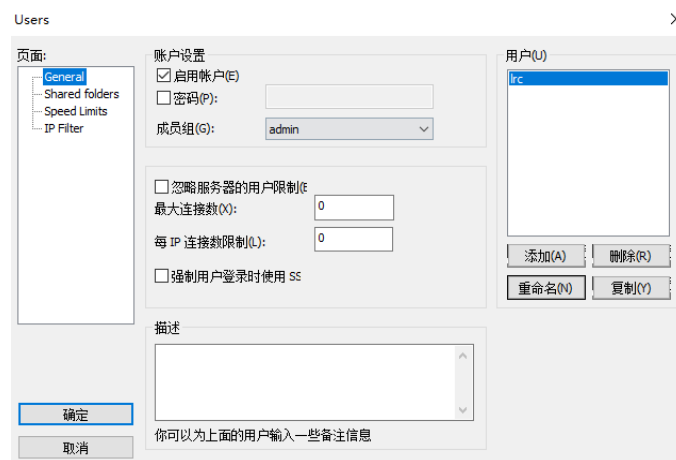 Users
页面:
General
Shared folders
Speed Limits
IP Filter
账户设置
启用帐户(E)
密码(P):
成员组(G):
admin
忽略服务器的用户限制(E
最大连接数(X):
0
每 IP 连接数限制(L):
0
强制用户登录时使用 SS
描述
你可以为上面的用户输入一些备注信息
用户(U)
lrc
添加(A)
删除(R)
重命名(N)
复制(Y)
确定
取消